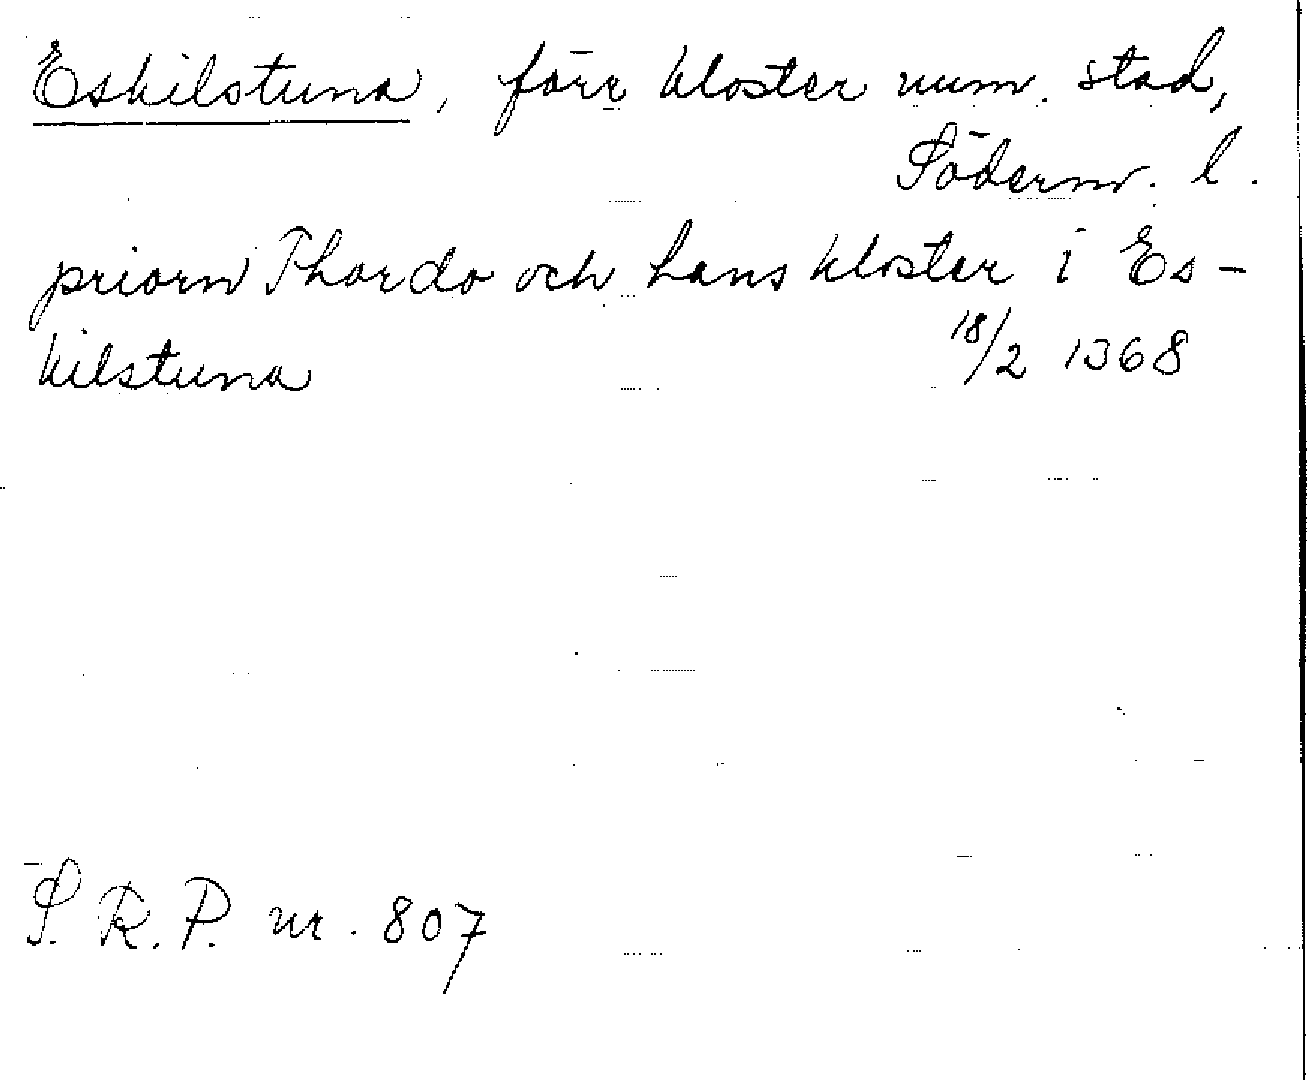 Eskilstuna, förr kloster num. stad,
Söderm. l.
priorn Thordo och hans kloster i Es-
kilstuna 18/2 1368
S. R. P. nr. 807